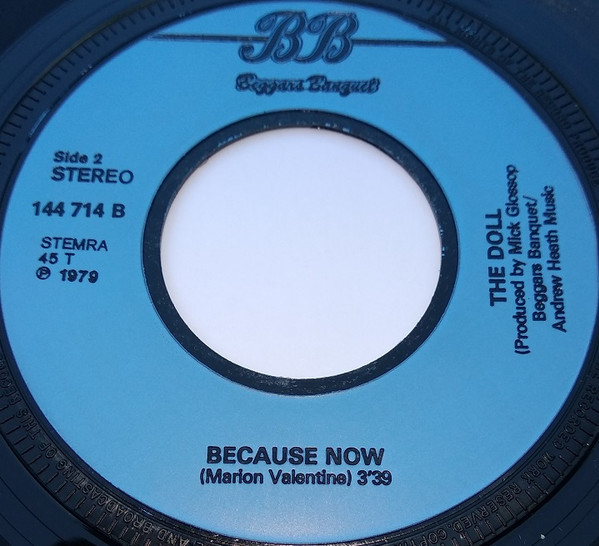 BB
Beggars Banquet
Side 2
STEREO
144 714 B
STEMRA
45 T
℗ 1979
THE DOLL
(Produced by Mick Glossop
Beggars Banquet/
Andrew Heath Music
BECAUSE NOW
(Marion Valentine) 3'39